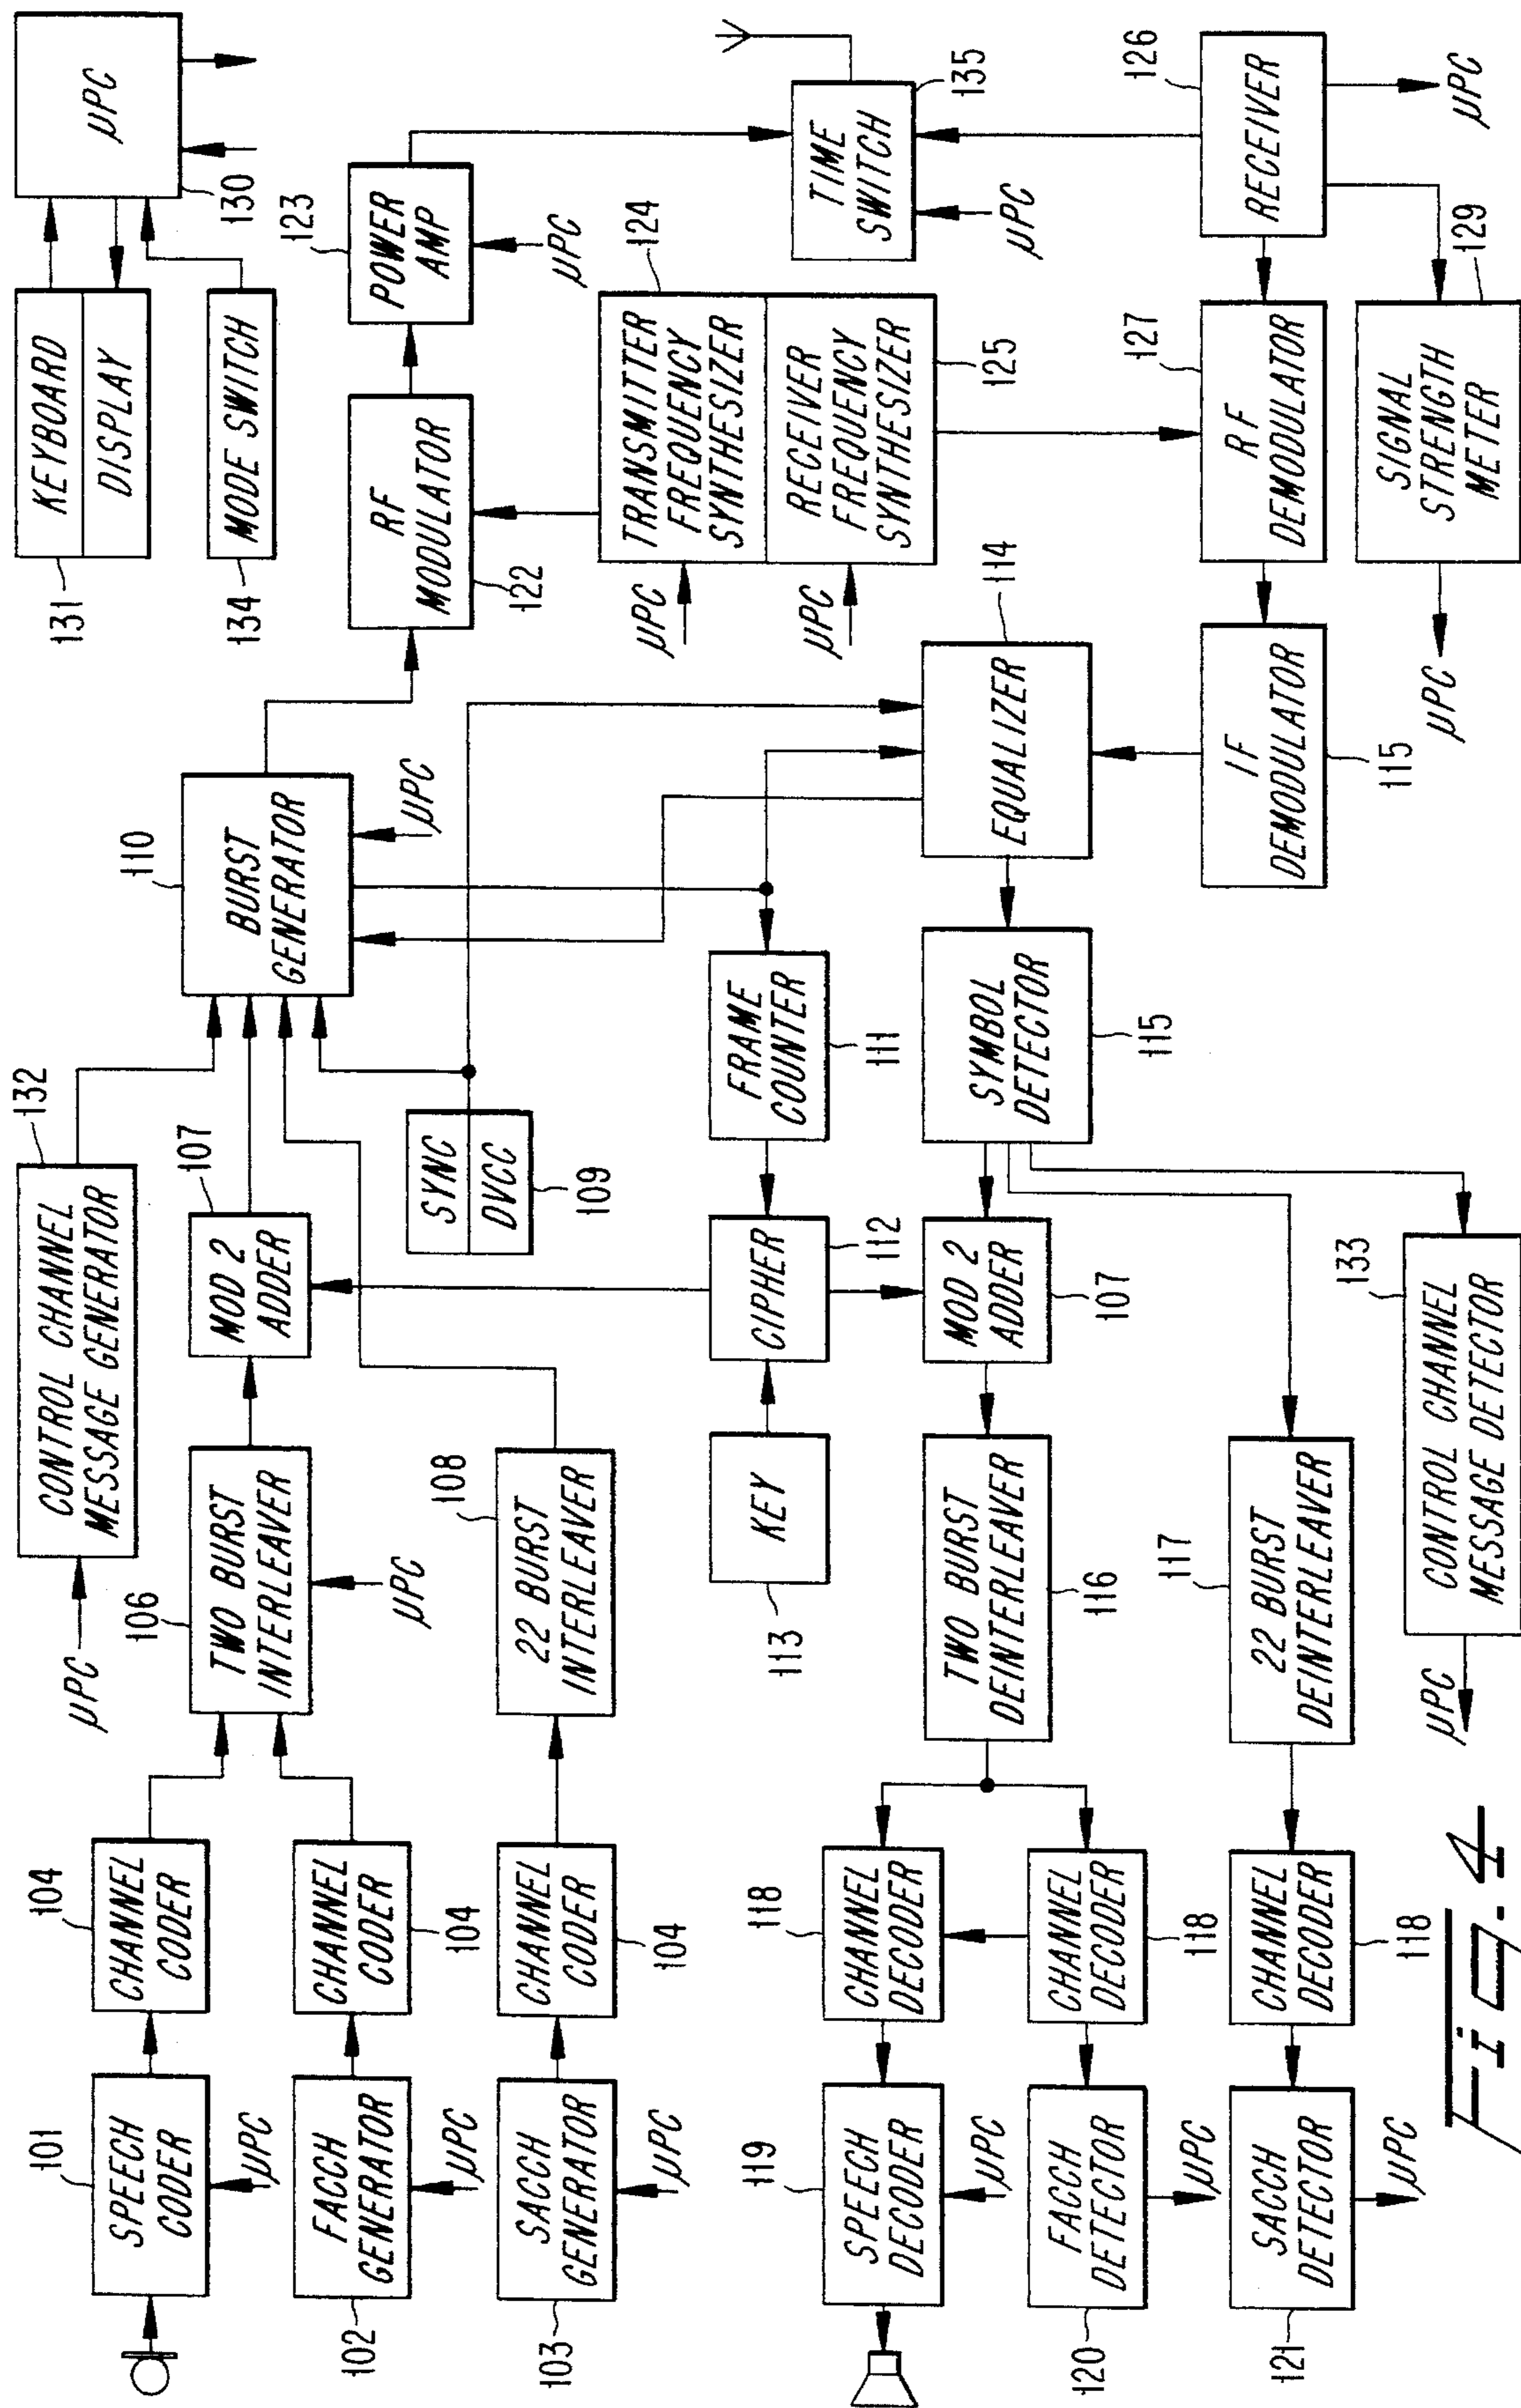 101
SPEECH
CODER
μPC
104
CHANNEL
CODER
μPC
132
CONTROL CHANNEL
MESSAGE GENERATOR
102
FACCH
GENERATOR
μPC
CHANNEL
CODER
104
106
TWO BURST
INTERLEAVER
μPC
107
MOD 2
ADDER
110
BURST
GENERATOR
μPC
103
SACCH
GENERATOR
μPC
CHANNEL
CODER
104
108
22 BURST
INTERLEAVER
SYNC
DVCC
109
RF
MODULATOR
122
123
POWER
AMP
μPC
131
KEYBOARD
DISPLAY
134
MODE SWITCH
μPC
130
113
KEY
CIPHER
112
FRAME
COUNTER
111
μPC
μPC
124
TRANSMITTER
FREQUENCY
SYNTHESIZER
RECEIVER
FREQUENCY
SYNTHESIZER
125
TIME
SWITCH
135
μPC
119
SPEECH
DECODER
μPC
118
CHANNEL
DECODER
TWO BURST
DEINTERLEAVER
116
MOD 2
ADDER
107
SYMBOL
DETECTOR
115
EQUALIZER
114
120
FACCH
DETECTOR
μPC
CHANNEL
DECODER
118
121
SACCH
DETECTOR
μPC
CHANNEL
DECODER
118
117
22 BURST
DEINTERLEAVER
IF
DEMODULATOR
115
127
RF
DEMODULATOR
126
RECEIVER
μPC
133
CONTROL CHANNEL
MESSAGE DETECTOR
μPC
129
SIGNAL
STRENGTH
METER
μPC
Fig. 4